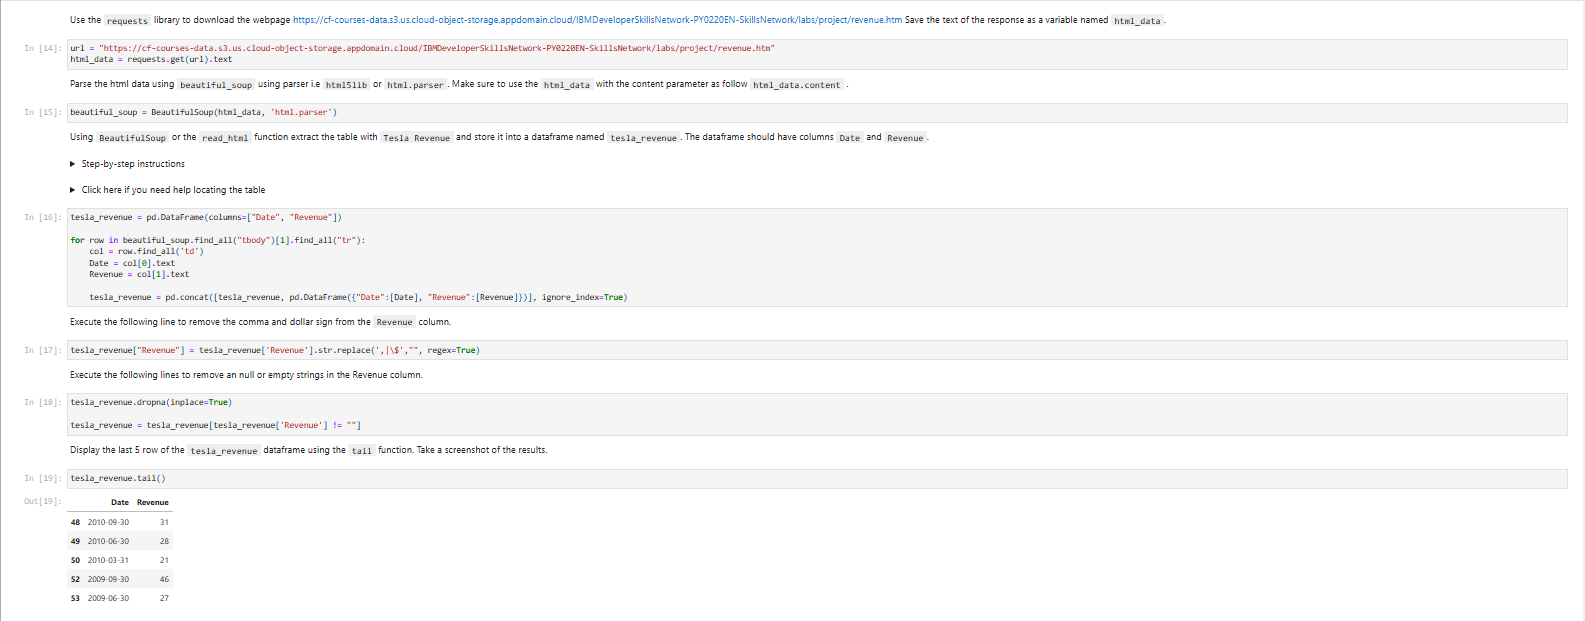 Use the requests library to download the webpage https://cf-courses-data.s3.us.cloud-object-storage.appdomain.cloud/IBMDeveloperSkillsNetwork-PY0220EN-SkillsNetwork/labs/project/revenue.htm Save the text of the response as a variable named html_data.
In [14]: url = "https://cf-courses-data.s3.us.cloud-object-storage.appdomain.cloud/IBMDeveloperSkillsNetwork-PY0220EN-SkillsNetwork/labs/project/revenue.htm"
html_data = requests.get(url).text
Parse the html data using beautiful_soup using parser i.e html5lib or html.parser. Make sure to use the html_data with the content parameter as follow html_data.content .
In [15]: beautiful_soup = BeautifulSoup(html_data, 'html.parser')
Using BeautifulSoup or the read_html function extract the table with Tesla Revenue and store it into a dataframe named tesla_revenue. The dataframe should have columns Date and Revenue.
▶ Step-by-step instructions
▶ Click here if you need help locating the table
In [16]: tesla_revenue = pd.DataFrame(columns=["Date", "Revenue"])
for row in beautiful_soup.find_all("tbody")[1].find_all("tr"):
    col = row.find_all('td')
    Date = col[0].text
    Revenue = col[1].text
    tesla_revenue = pd.concat([tesla_revenue, pd.DataFrame({"Date":[Date], "Revenue":[Revenue]})], ignore_index=True)
Execute the following line to remove the comma and dollar sign from the Revenue column.
In [17]: tesla_revenue["Revenue"] = tesla_revenue['Revenue'].str.replace(',|\$',"", regex=True)
Execute the following lines to remove an null or empty strings in the Revenue column.
In [18]: tesla_revenue.dropna(inplace=True)
tesla_revenue = tesla_revenue[tesla_revenue['Revenue'] != ""]
Display the last 5 row of the tesla_revenue dataframe using the tail function. Take a screenshot of the results.
In [19]: tesla_revenue.tail()
Out[19]: Date Revenue
48 2010-09-30 31
49 2010-06-30 28
50 2010-03-31 21
52 2009-09-30 46
53 2009-06-30 27